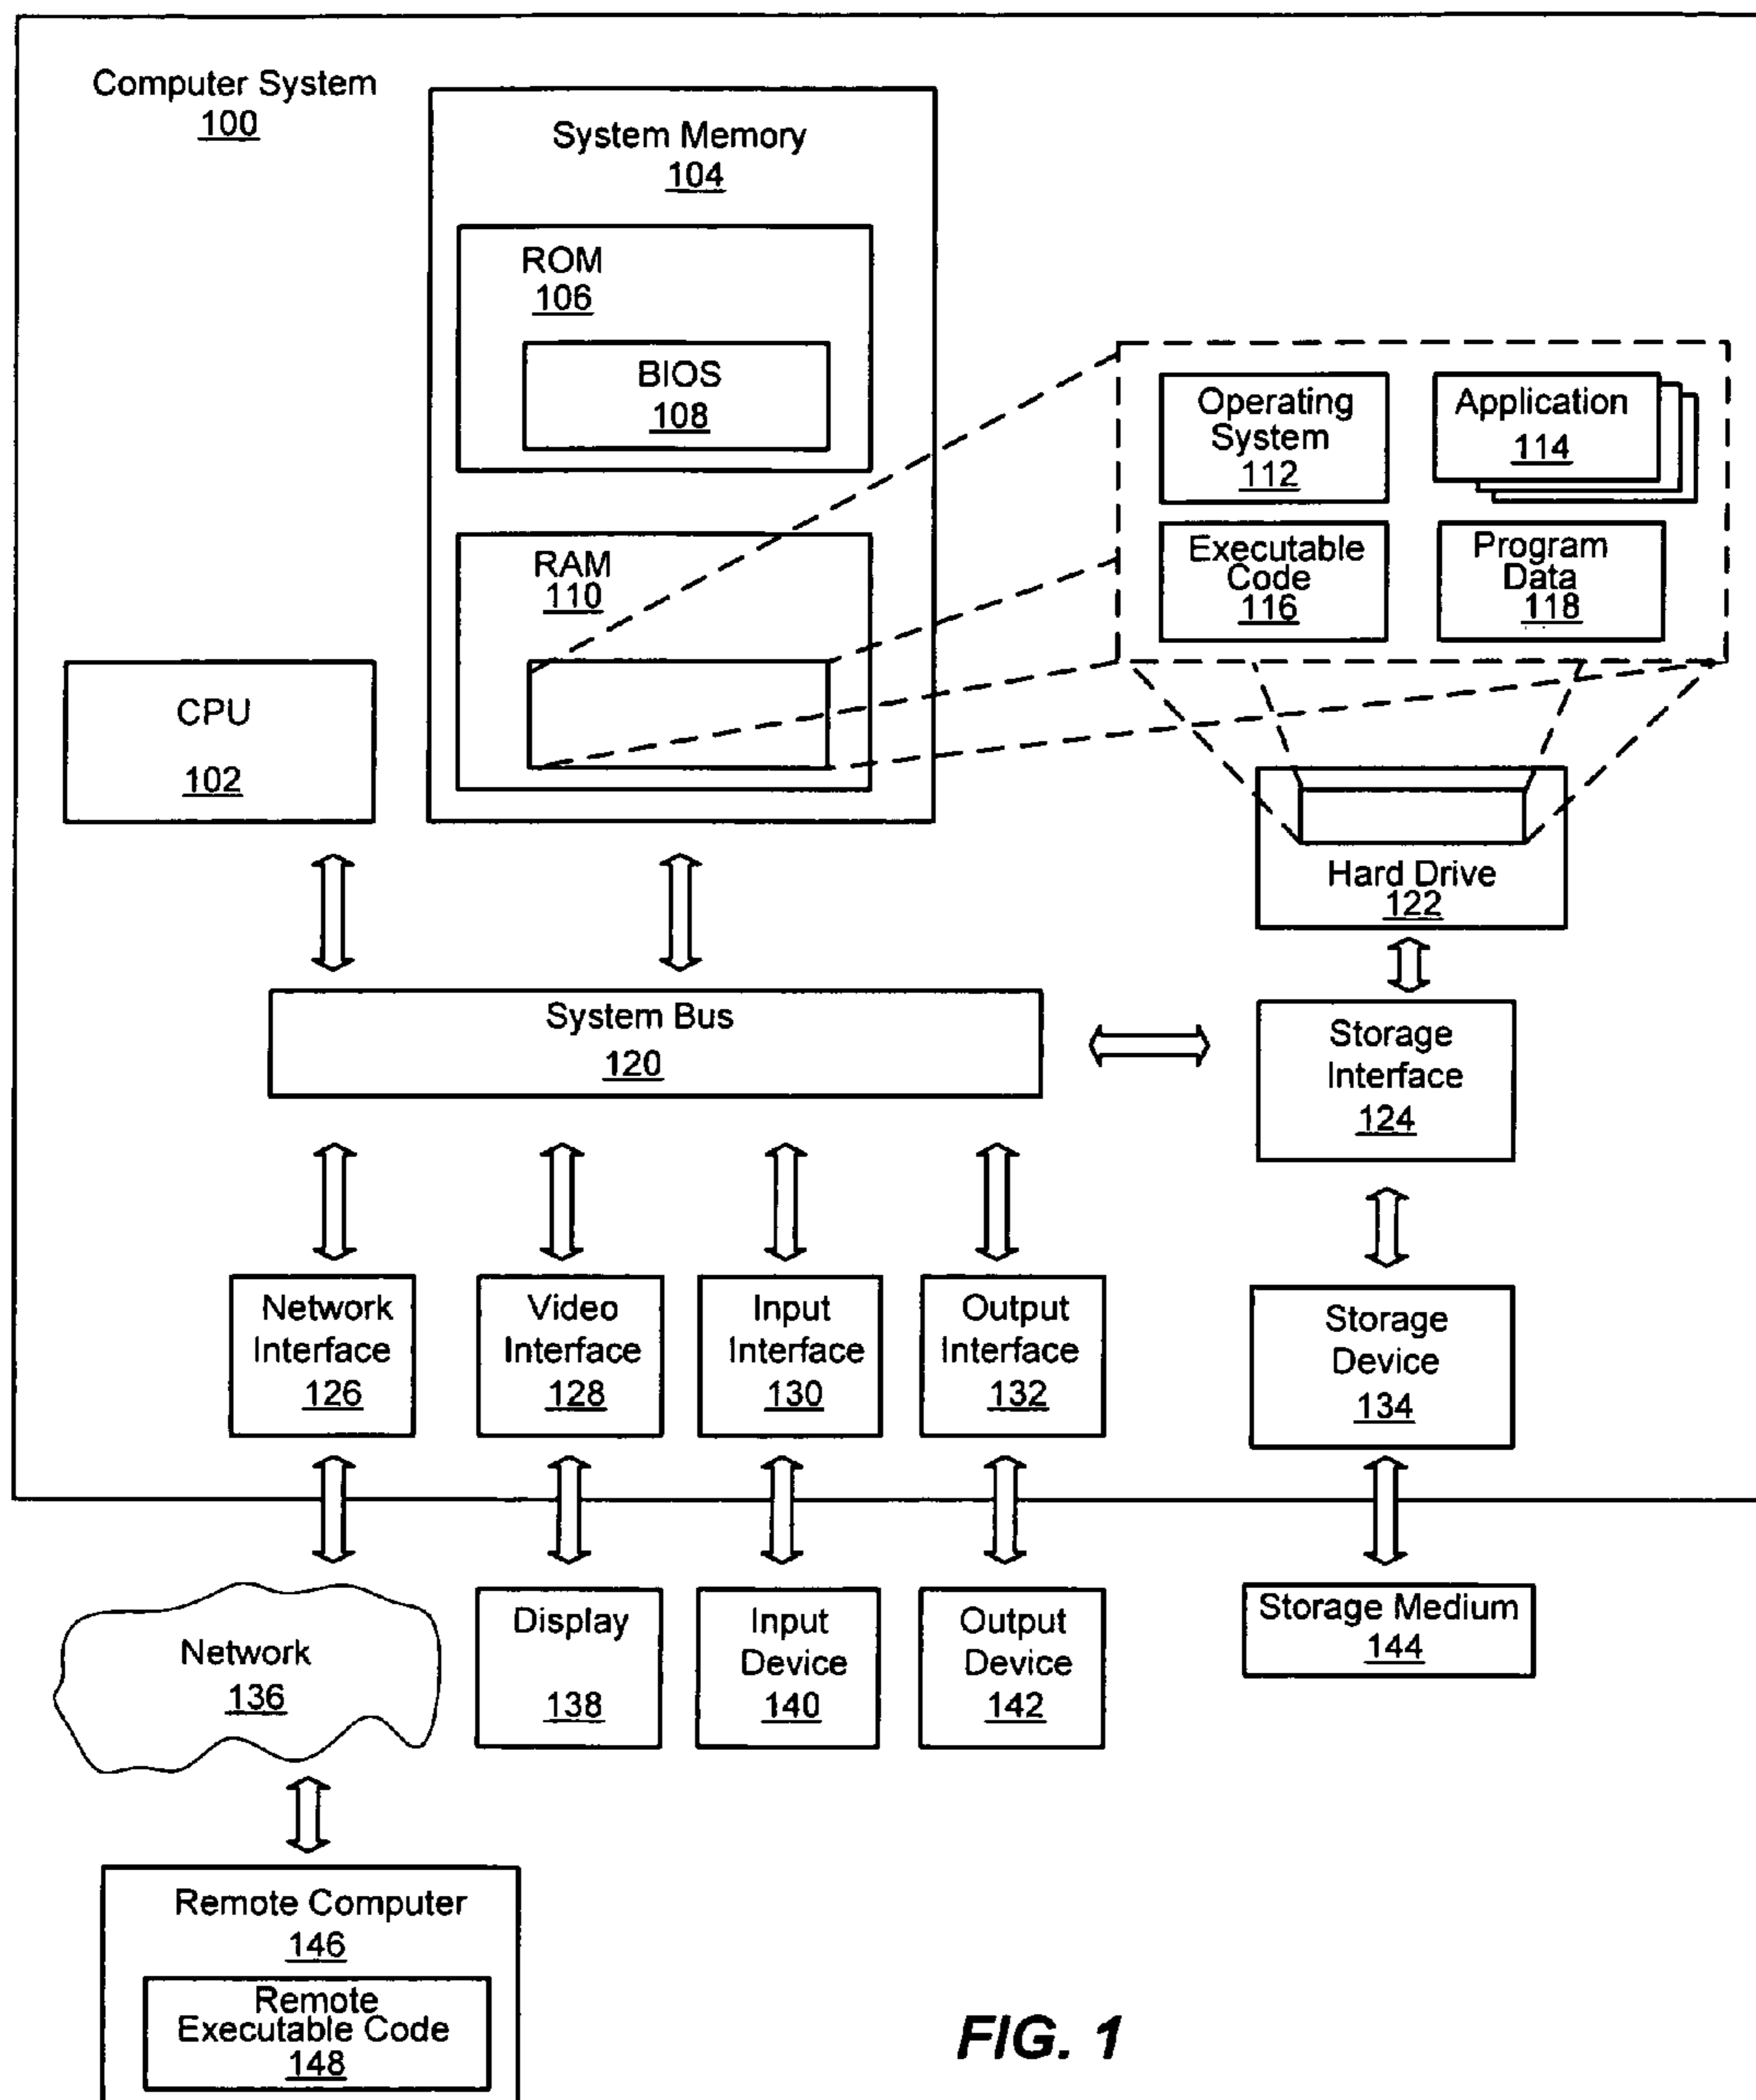 Computer System
100
System Memory
104
ROM
106
BIOS
108
RAM
110
Operating
System
112
Application
114
Executable
Code
116
Program
Data
118
CPU
102
Hard Drive
122
System Bus
120
Storage
Interface
124
Network
Interface
126
Video
Interface
128
Input
Interface
130
Output
Interface
132
Storage
Device
134
Network
136
Display
138
Input
Device
140
Output
Device
142
Storage Medium
144
Remote Computer
146
Remote
Executable Code
148
FIG. 1